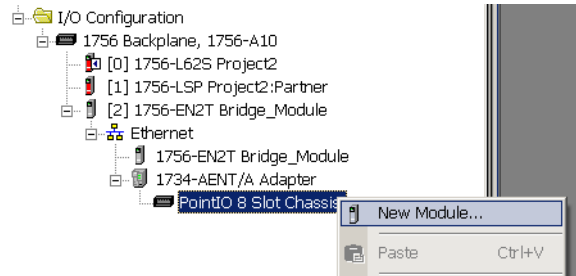 I/O Configuration
1756 Backplane, 1756-A10
[0] 1756-L62S Project2
[1] 1756-LSP Project2:Partner
[2] 1756-EN2T Bridge_Module
Ethernet
1756-EN2T Bridge_Module
1734-AENT/A Adapter
PointIO 8 Slot Chassis
New Module...
Paste Ctrl+V